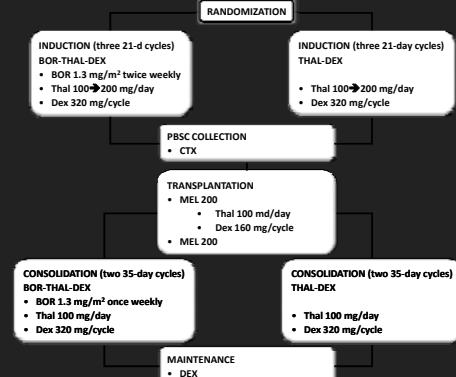 RANDOMIZATION
INDUCTION (three 21-d cycles)
BOR-THAL-DEX
• BOR 1.3 mg/m² twice weekly
• Thal 100➔200 mg/day
• Dex 320 mg/cycle
INDUCTION (three 21-day cycles)
THAL-DEX
• Thal 100➔200 mg/day
• Dex 320 mg/cycle
PBSC COLLECTION
• CTX
TRANSPLANTATION
• MEL 200
• Thal 100 md/day
• Dex 160 mg/cycle
• MEL 200
CONSOLIDATION (two 35-day cycles)
BOR-THAL-DEX
• BOR 1.3 mg/m² once weekly
• Thal 100 mg/day
• Dex 320 mg/cycle
CONSOLIDATION (two 35-day cycles)
THAL-DEX
• Thal 100 mg/day
• Dex 320 mg/cycle
MAINTENANCE
• DEX